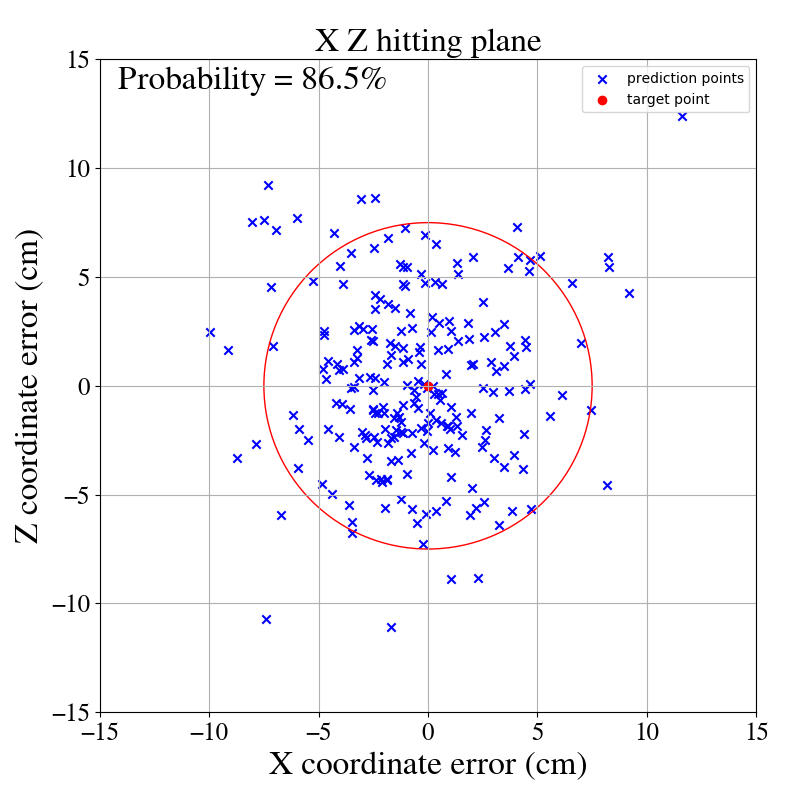 X Z hitting plane
Probability = 86.5%
prediction points
target point
15
10
5
0
−5
−10
−15
Z coordinate error (cm)
−15 −10 −5 0 5 10 15
X coordinate error (cm)